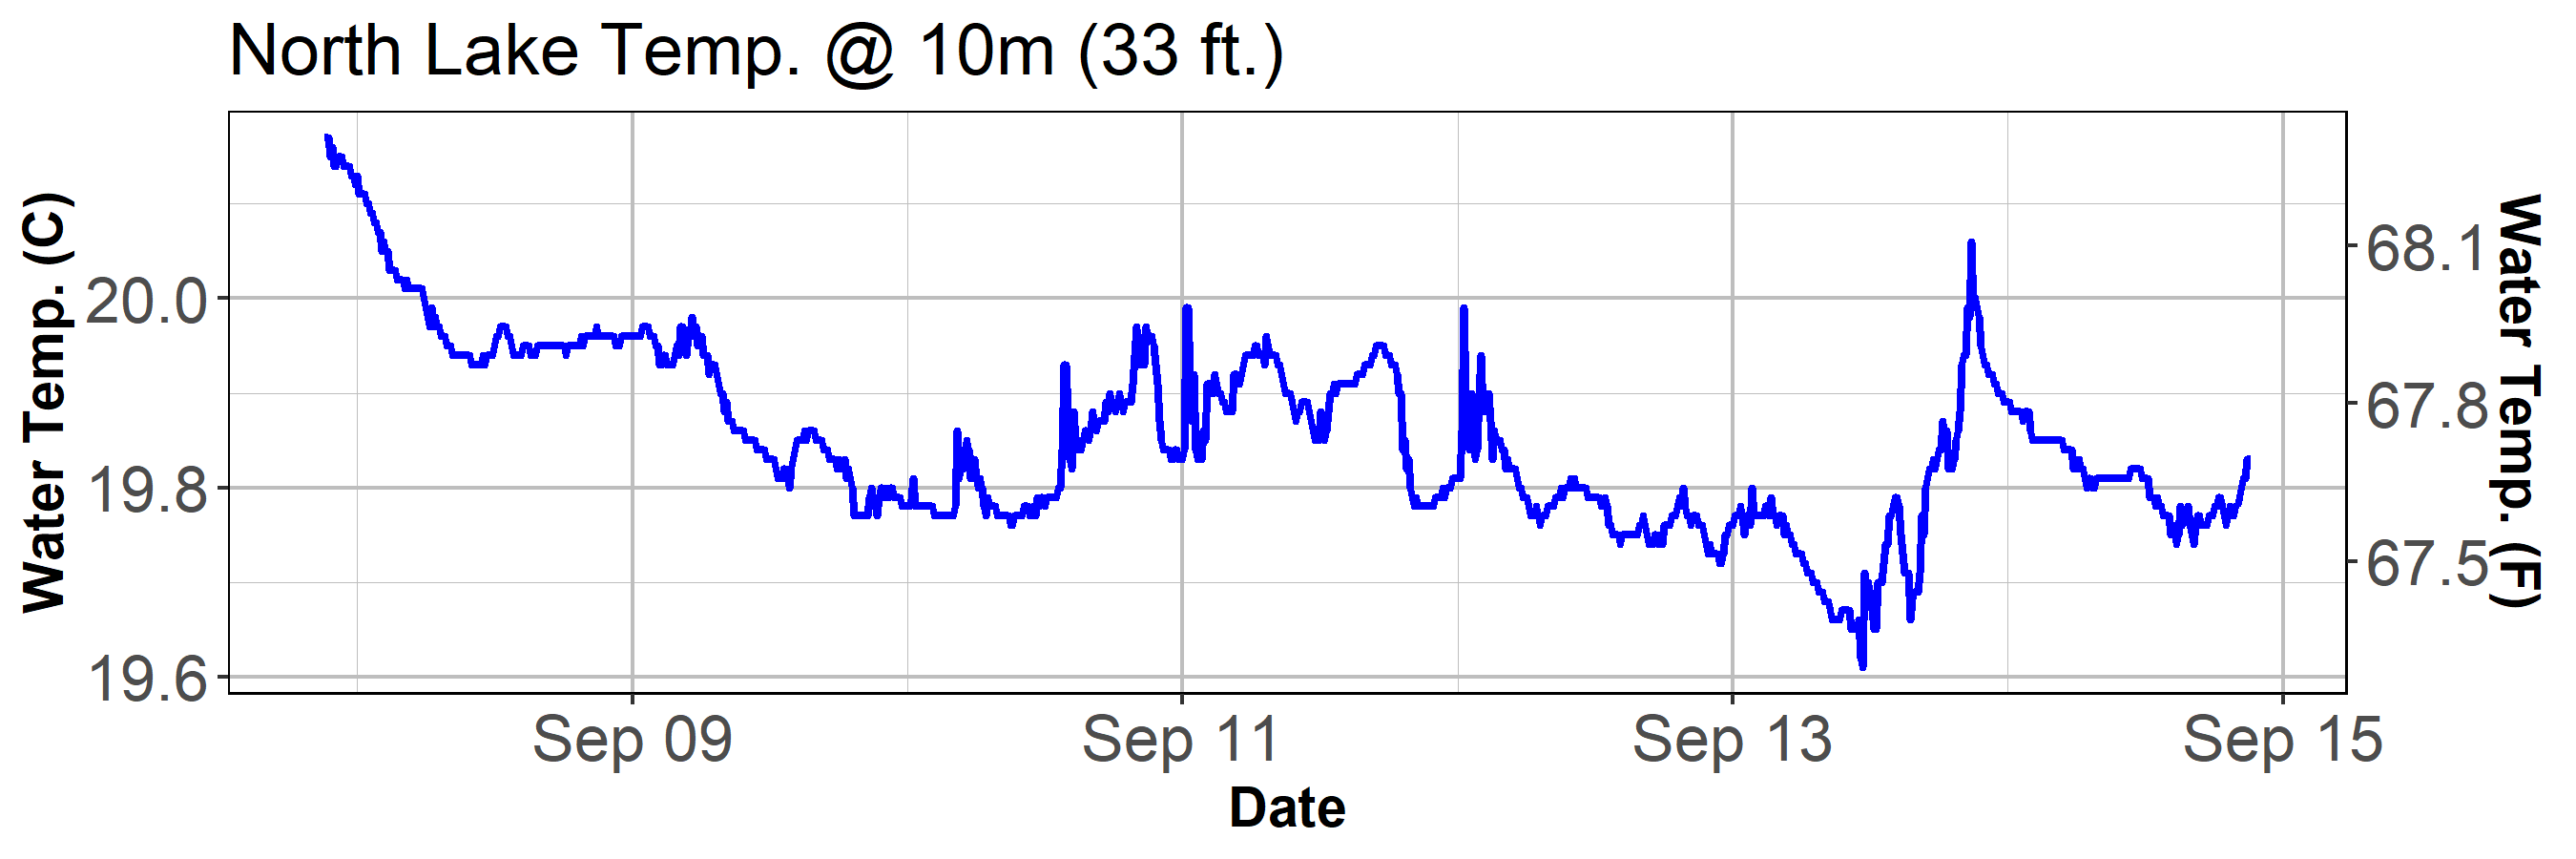 North Lake Temp. @ 10m (33 ft.)
Water Temp. (C)
20.0
19.8
19.6
68.1
67.8
67.5
Water Temp. (F)
Sep 09
Sep 11
Sep 13
Sep 15
Date